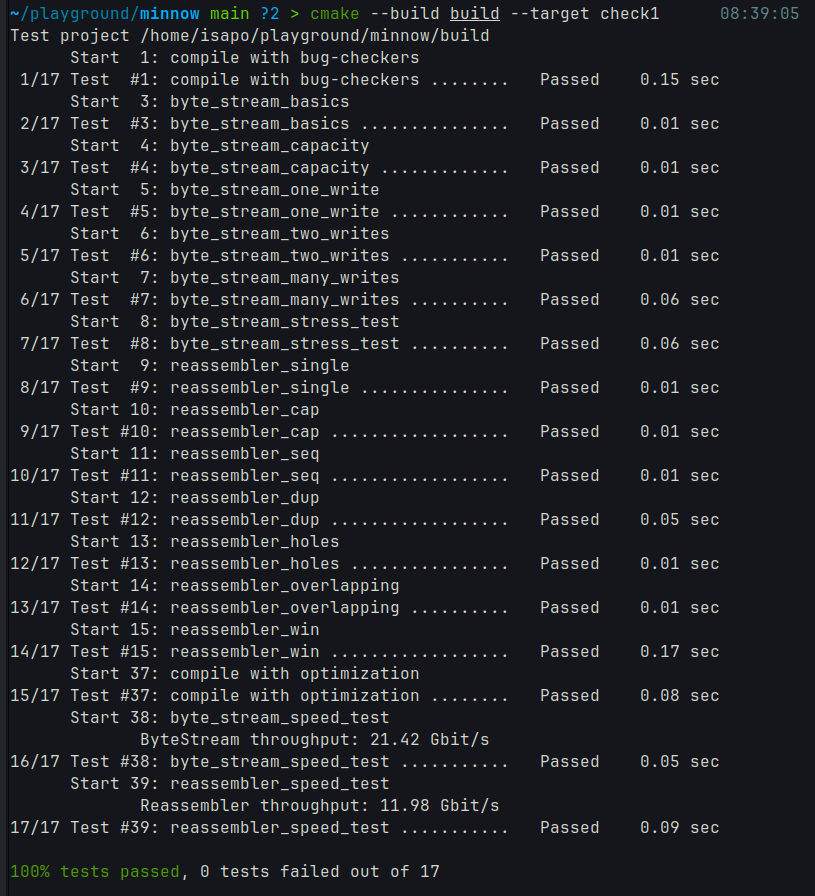 ~/playground/minnow main ?2 > cmake --build build --target check1 08:39:05
Test project /home/isapo/playground/minnow/build
      Start  1: compile with bug-checkers
 1/17 Test  #1: compile with bug-checkers ........   Passed    0.15 sec
      Start  3: byte_stream_basics
 2/17 Test  #3: byte_stream_basics ...............   Passed    0.01 sec
      Start  4: byte_stream_capacity
 3/17 Test  #4: byte_stream_capacity .............   Passed    0.01 sec
      Start  5: byte_stream_one_write
 4/17 Test  #5: byte_stream_one_write ............   Passed    0.01 sec
      Start  6: byte_stream_two_writes
 5/17 Test  #6: byte_stream_two_writes ...........   Passed    0.01 sec
      Start  7: byte_stream_many_writes
 6/17 Test  #7: byte_stream_many_writes ..........   Passed    0.06 sec
      Start  8: byte_stream_stress_test
 7/17 Test  #8: byte_stream_stress_test ..........   Passed    0.06 sec
      Start  9: reassembler_single
 8/17 Test  #9: reassembler_single ...............   Passed    0.01 sec
      Start 10: reassembler_cap
 9/17 Test #10: reassembler_cap ..................   Passed    0.01 sec
      Start 11: reassembler_seq
10/17 Test #11: reassembler_seq ..................   Passed    0.01 sec
      Start 12: reassembler_dup
11/17 Test #12: reassembler_dup ..................   Passed    0.05 sec
      Start 13: reassembler_holes
12/17 Test #13: reassembler_holes ................   Passed    0.01 sec
      Start 14: reassembler_overlapping
13/17 Test #14: reassembler_overlapping ..........   Passed    0.01 sec
      Start 15: reassembler_win
14/17 Test #15: reassembler_win ..................   Passed    0.17 sec
      Start 37: compile with optimization
15/17 Test #37: compile with optimization ........   Passed    0.08 sec
      Start 38: byte_stream_speed_test
             ByteStream throughput: 21.42 Gbit/s
16/17 Test #38: byte_stream_speed_test ...........   Passed    0.05 sec
      Start 39: reassembler_speed_test
             Reassembler throughput: 11.98 Gbit/s
17/17 Test #39: reassembler_speed_test ...........   Passed    0.09 sec
100% tests passed, 0 tests failed out of 17